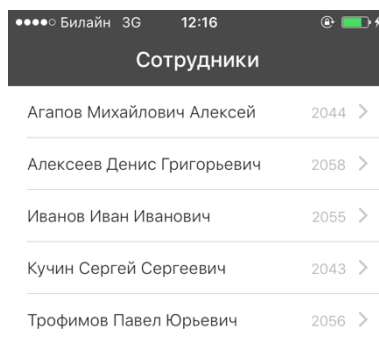 Билайн 3G 12:16
Сотрудники
Агапов Михайлович Алексей 2044
Алексеев Денис Григорьевич 2058
Иванов Иван Иванович 2055
Кучин Сергей Сергеевич 2043
Трофимов Павел Юрьевич 2056